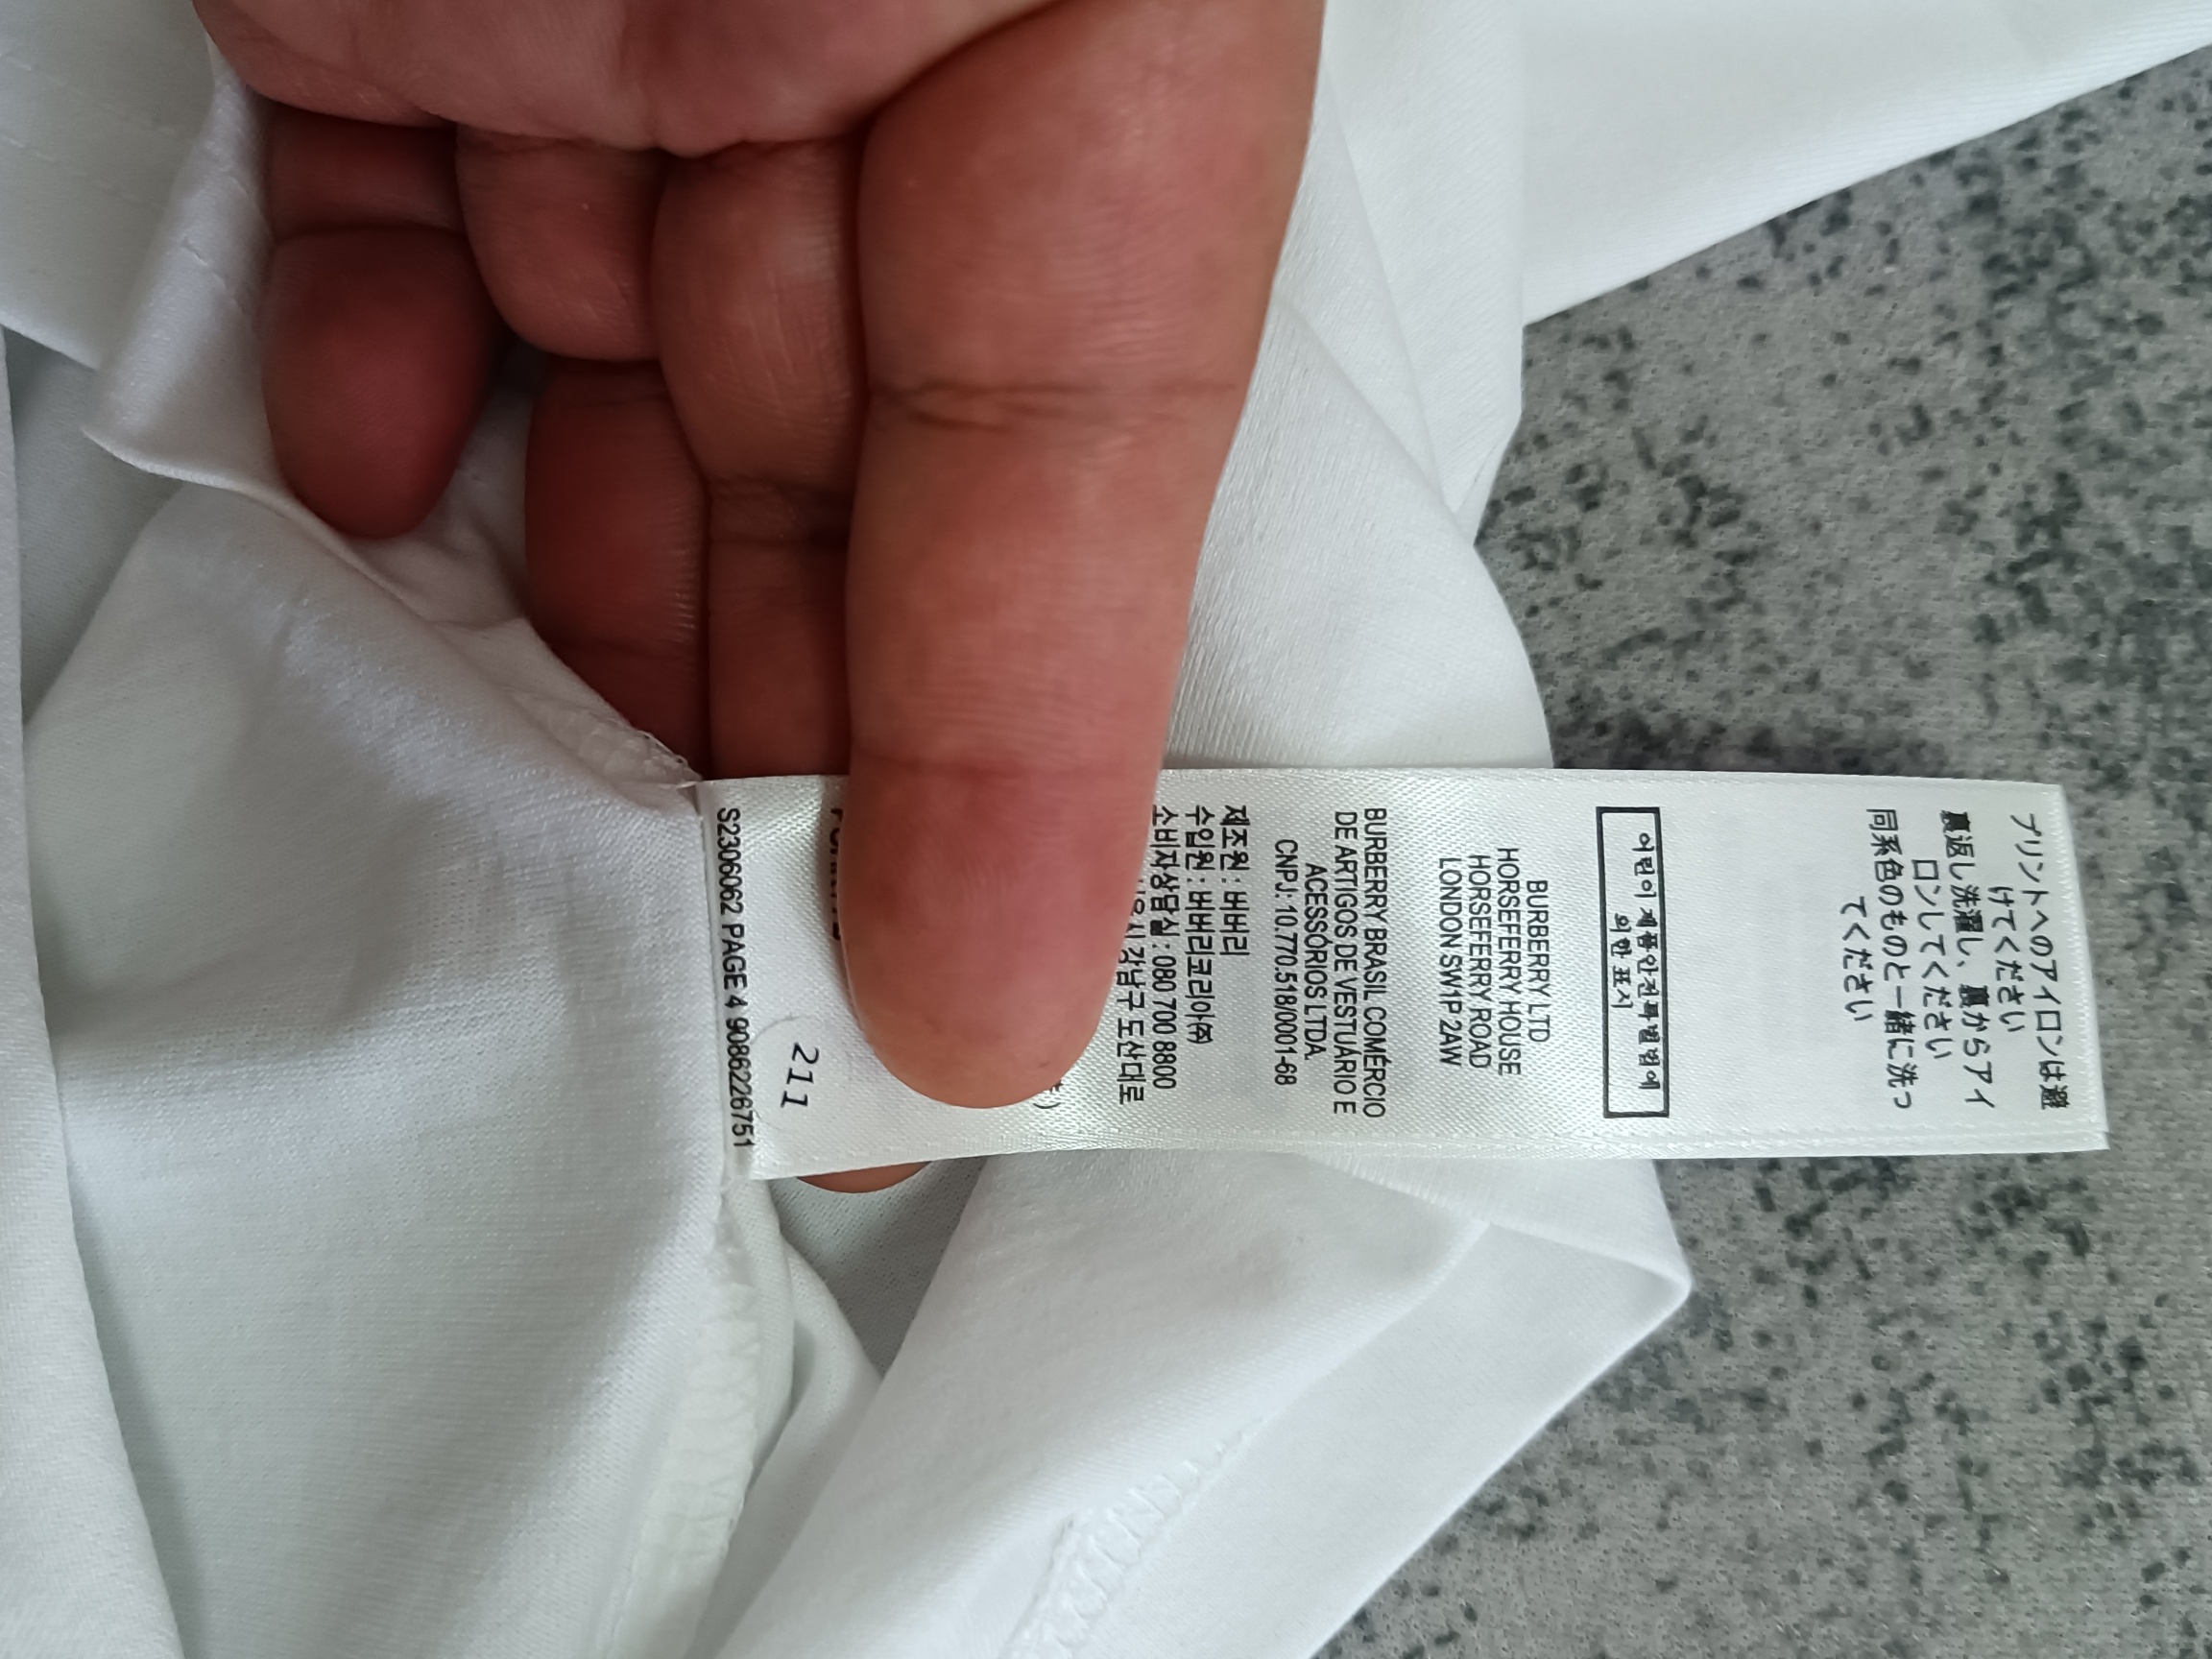 プリントへのアイロンは避
けてください
裏返し洗濯し、裏からアイ
ロンしてください
同系色のものと一緒に洗っ
てください
어린이 제품안전특별법에
의한 표시
BURBERRY LTD
HORSEFERRY HOUSE
HORSEFERRY ROAD
LONDON SW1P 2AW
BURBERRY BRASIL COMÉRCIO
DE ARTIGOS DE VESTUÁRIO E
ACESSÓRIOS LTDA.
CNPJ: 10.770.518/0001-68
제조원 : 버버리
수입원 : 버버리코리아㈜
소비자상담실 : 080 700 8800
강남구 도산대로
211
S2306062 PAGE 4 9086226751